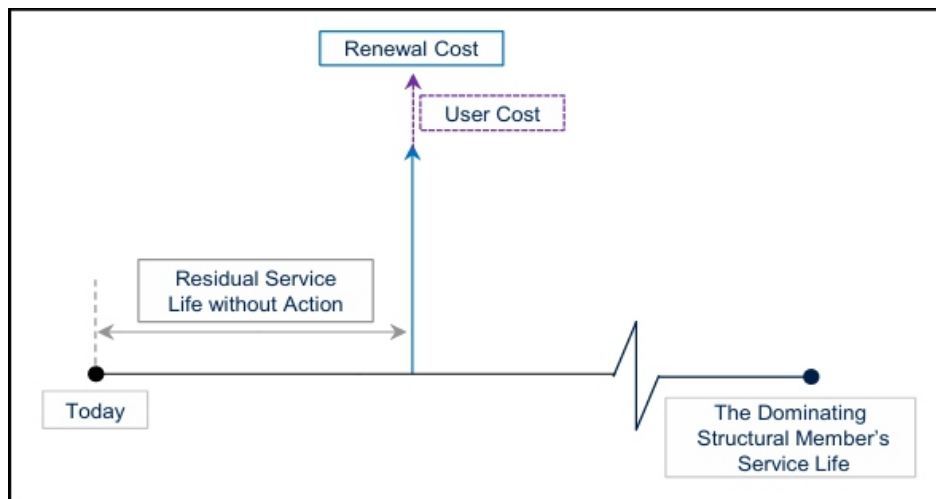 Renewal Cost
User Cost
Residual Service
Life without Action
Today
The Dominating
Structural Member's
Service Life